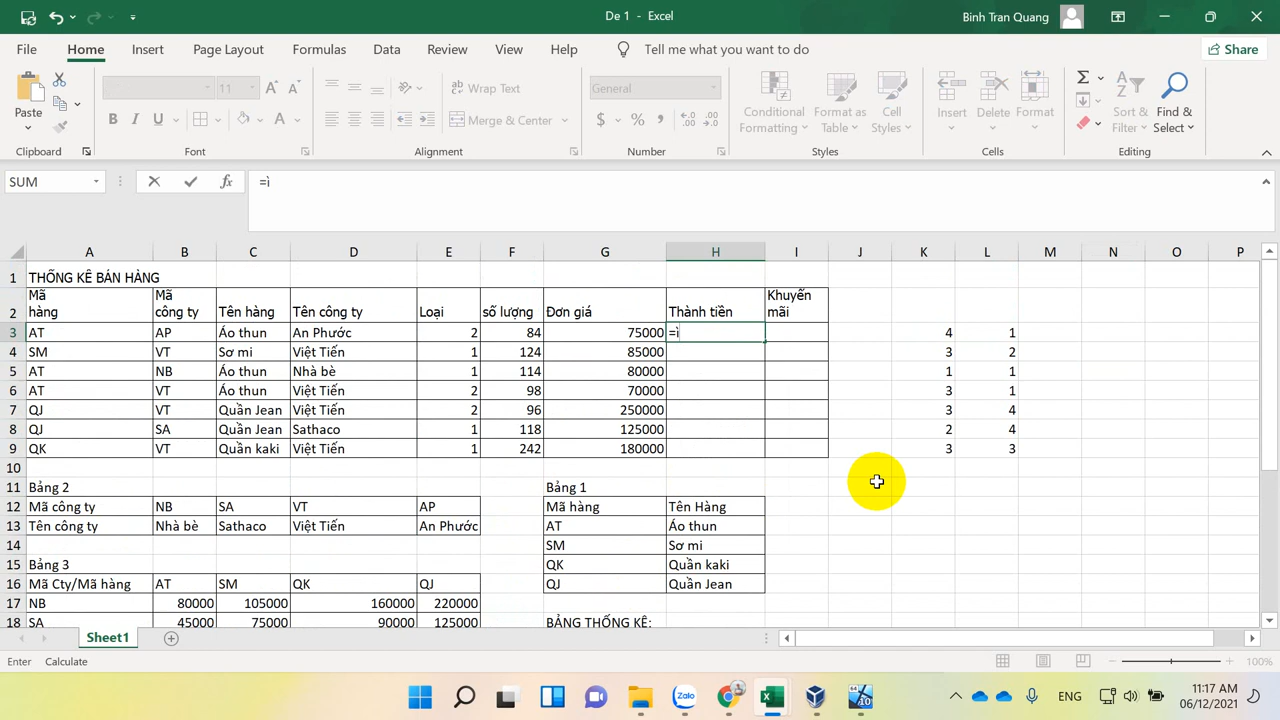 De 1 - Excel
Binh Tran Quang
File Home Insert Page Layout Formulas Data Review View Help Tell me what you want to do Share
Paste
11
Wrap Text
Merge & Center
General
Conditional Formatting
Format as Table
Cell Styles
Insert Delete Format
Sort & Filter
Find & Select
Clipboard Font Alignment Number Styles Cells Editing
SUM =ì
A B C D E F G H I J K L M N O P
1 THỐNG KÊ BÁN HÀNG
2 Mã hàng Mã công ty Tên hàng Tên công ty Loại số lượng Đơn giá Thành tiền Khuyến mãi
3 AT AP Áo thun An Phước 2 84 75000 =ì 4 1
4 SM VT Sơ mi Việt Tiến 1 124 85000 3 2
5 AT NB Áo thun Nhà bè 1 114 80000 1 1
6 AT VT Áo thun Việt Tiến 2 98 70000 3 1
7 QJ VT Quần Jean Việt Tiến 2 96 250000 3 4
8 QJ SA Quần Jean Sathaco 1 118 125000 2 4
9 QK VT Quần kaki Việt Tiến 1 242 180000 3 3
10
11 Bảng 2 Bảng 1
12 Mã công ty NB SA VT AP Mã hàng Tên Hàng
13 Tên công ty Nhà bè Sathaco Việt Tiến An Phước AT Áo thun
14 SM Sơ mi
15 Bảng 3 QK Quần kaki
16 Mã Cty/Mã hàng AT SM QK QJ QJ Quần Jean
17 NB 80000 105000 160000 220000
18 SA 45000 75000 90000 125000 BẢNG THỐNG KÊ:
Sheet1
Enter Calculate 100%
Zalo ENG 11:17 AM
06/12/2021